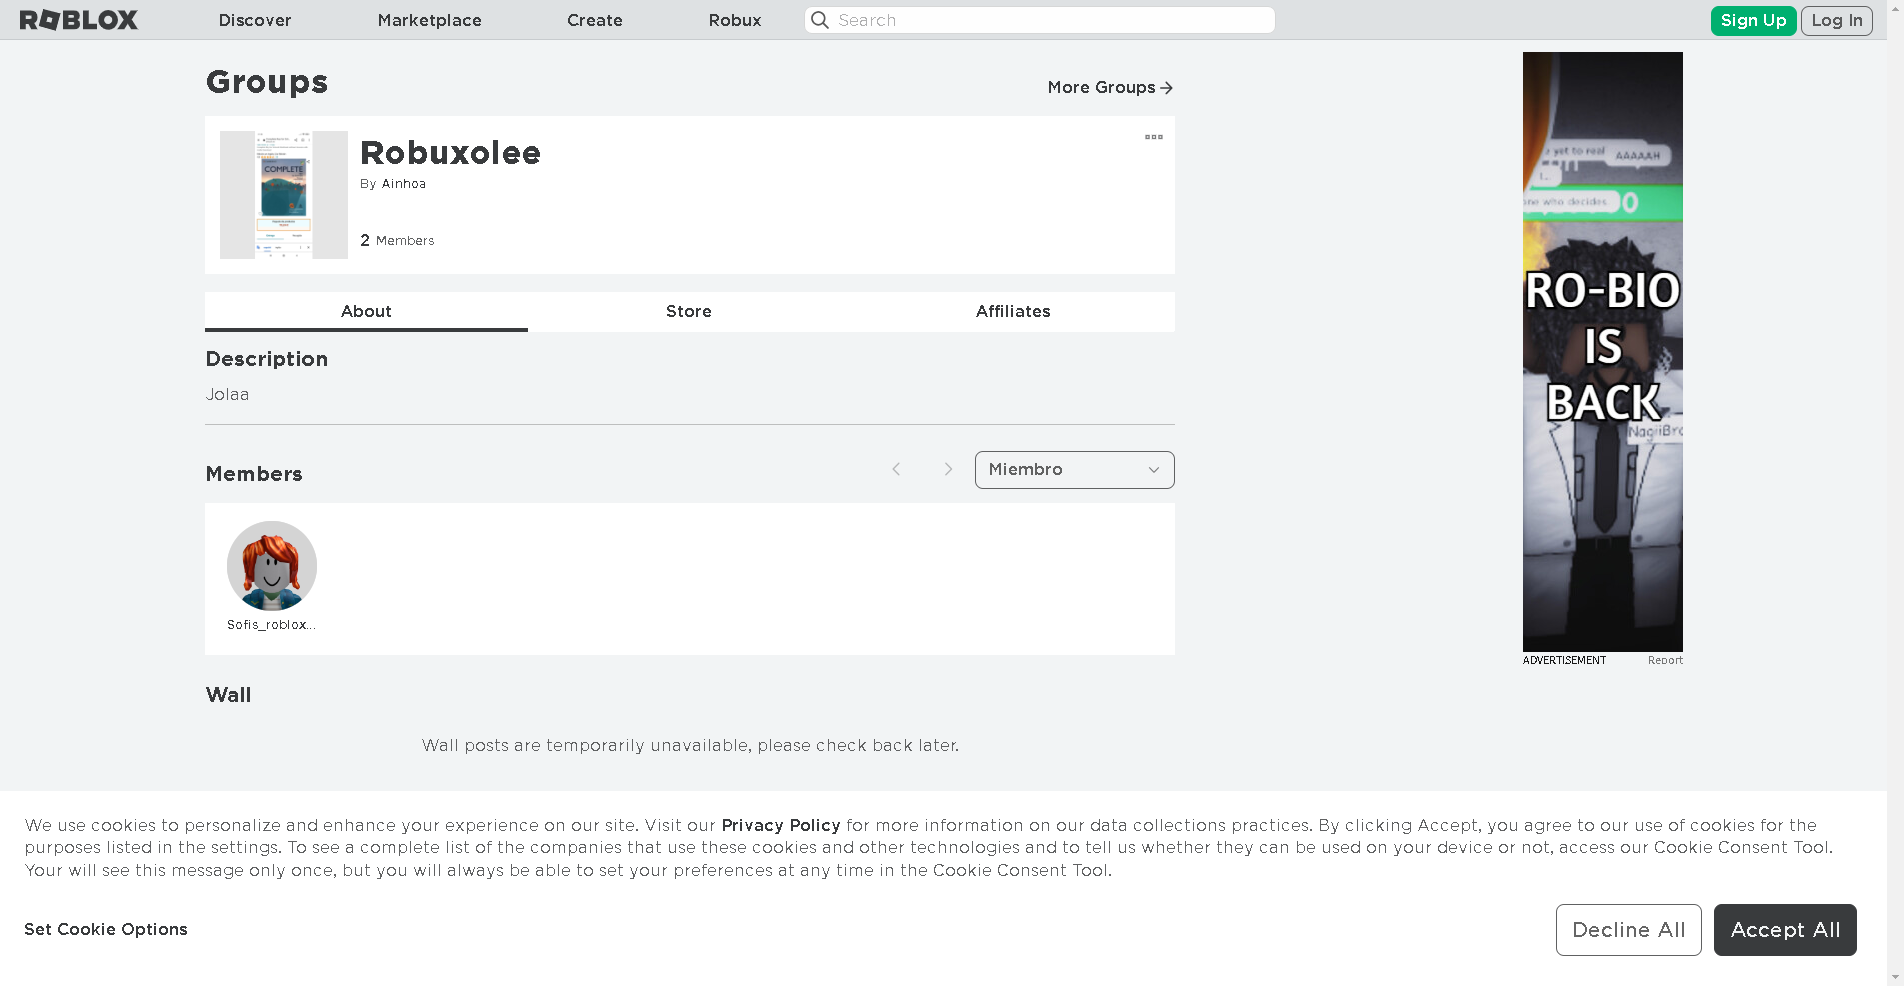 ROBLOX
Discover
Marketplace
Create
Robux
Search
Sign Up
Log In
Groups
More Groups
Robuxolee
By Ainhoa
2 Members
COMPLETE
About
Store
Affiliates
Description
Jolaa
Members
Miembro
Sofis_roblox...
Wall
Wall posts are temporarily unavailable, please check back later.
yet to real
AAAAAH
one who decides.
0
RO-BIO
IS
BACK
NagiiBro
ADVERTISEMENT
Report
We use cookies to personalize and enhance your experience on our site. Visit our Privacy Policy for more information on our data collections practices. By clicking Accept, you agree to our use of cookies for the
purposes listed in the settings. To see a complete list of the companies that use these cookies and other technologies and to tell us whether they can be used on your device or not, access our Cookie Consent Tool.
Your will see this message only once, but you will always be able to set your preferences at any time in the Cookie Consent Tool.
Set Cookie Options
Decline All
Accept All